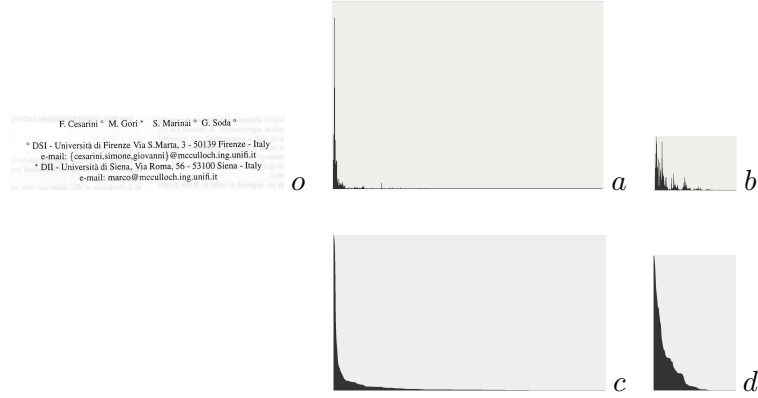 F. Cesarini ° M. Gori * S. Marinai ° G. Soda °
° DSI - Università di Firenze Via S.Marta, 3 - 50139 Firenze - Italy
e-mail: {cesarini,simone,giovanni}@mcculloch.ing.unifi.it
* DII - Università di Siena, Via Roma, 56 - 53100 Siena - Italy
e-mail: marco@mcculloch.ing.unifi.it
o
a
b
c
d